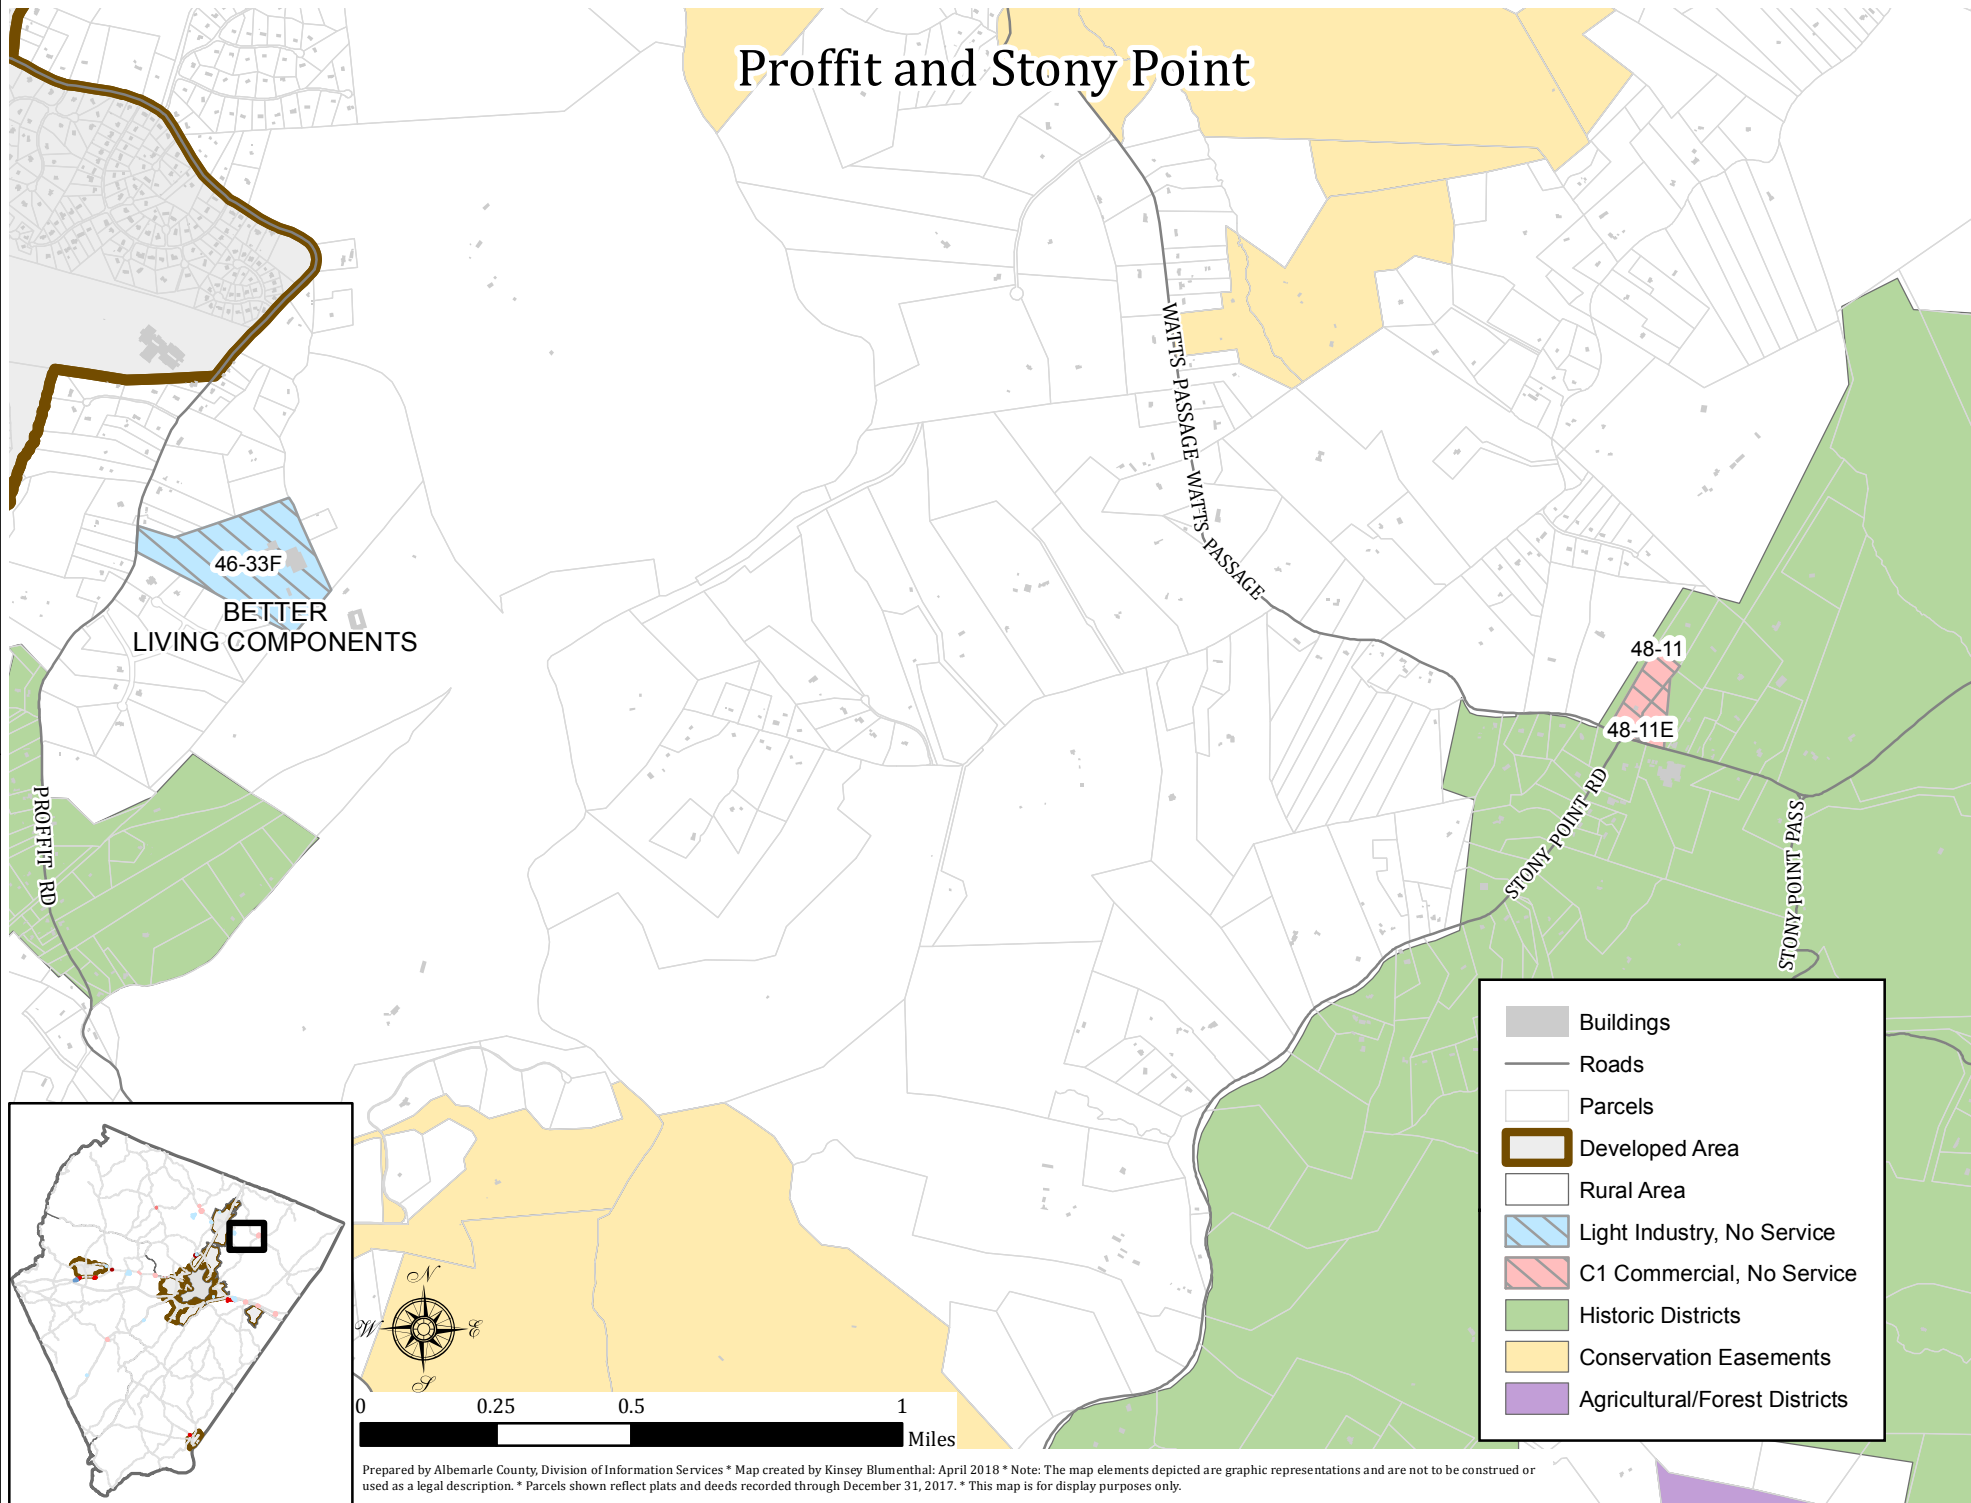 Proffit and Stony Point
WATTS PASSAGE
WATTS PASSAGE
46-33F
BETTER
LIVING COMPONENTS
48-11
48-11E
PROFFIT RD
STONY POINT RD
STONY POINT PASS
Buildings
Roads
Parcels
Developed Area
Rural Area
Light Industry, No Service
C1 Commercial, No Service
Historic Districts
Conservation Easements
Agricultural/Forest Districts
N
W
E
S
0 0.25 0.5 1
Miles
Prepared by Albemarle County, Division of Information Services * Map created by Kinsey Blumenthal: April 2018 * Note: The map elements depicted are graphic representations and are not to be construed or
used as a legal description. * Parcels shown reflect plats and deeds recorded through December 31, 2017. * This map is for display purposes only.